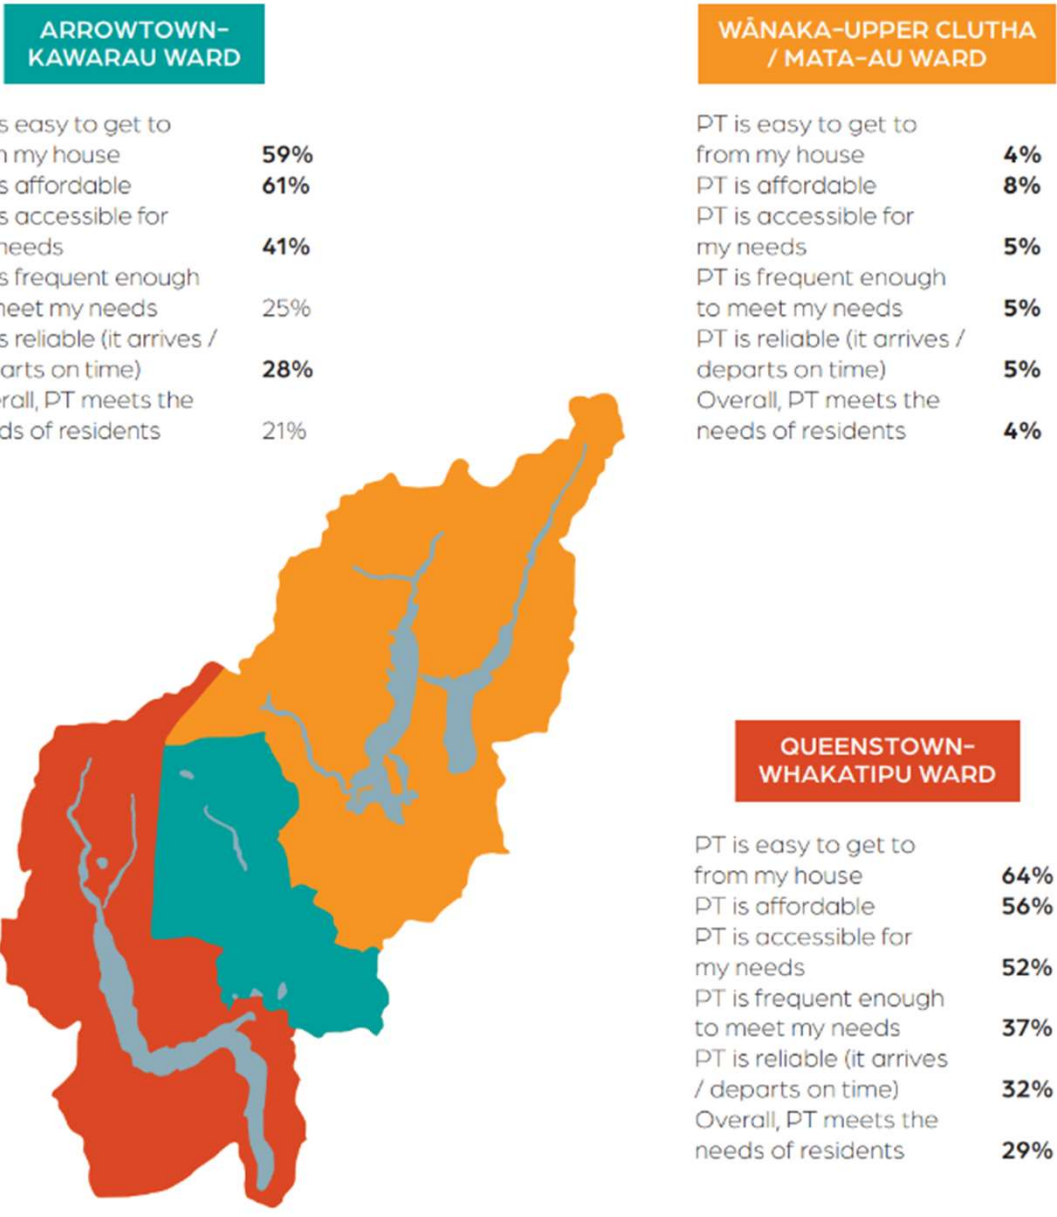 ARROWTOWN-
KAWARAU WARD
s easy to get to
my house 59%
s affordable 61%
s accessible for
needs 41%
s frequent enough
eet my needs 25%
s reliable (it arrives /
arts on time) 28%
rall, PT meets the
ds of residents 21%
WĀNAKA-UPPER CLUTHA
/ MATA-AU WARD
PT is easy to get to
from my house 4%
PT is affordable 8%
PT is accessible for
my needs 5%
PT is frequent enough
to meet my needs 5%
PT is reliable (it arrives /
departs on time) 5%
Overall, PT meets the
needs of residents 4%
QUEENSTOWN-
WHAKATIPU WARD
PT is easy to get to
from my house 64%
PT is affordable 56%
PT is accessible for
my needs 52%
PT is frequent enough
to meet my needs 37%
PT is reliable (it arrives
/ departs on time) 32%
Overall, PT meets the
needs of residents 29%